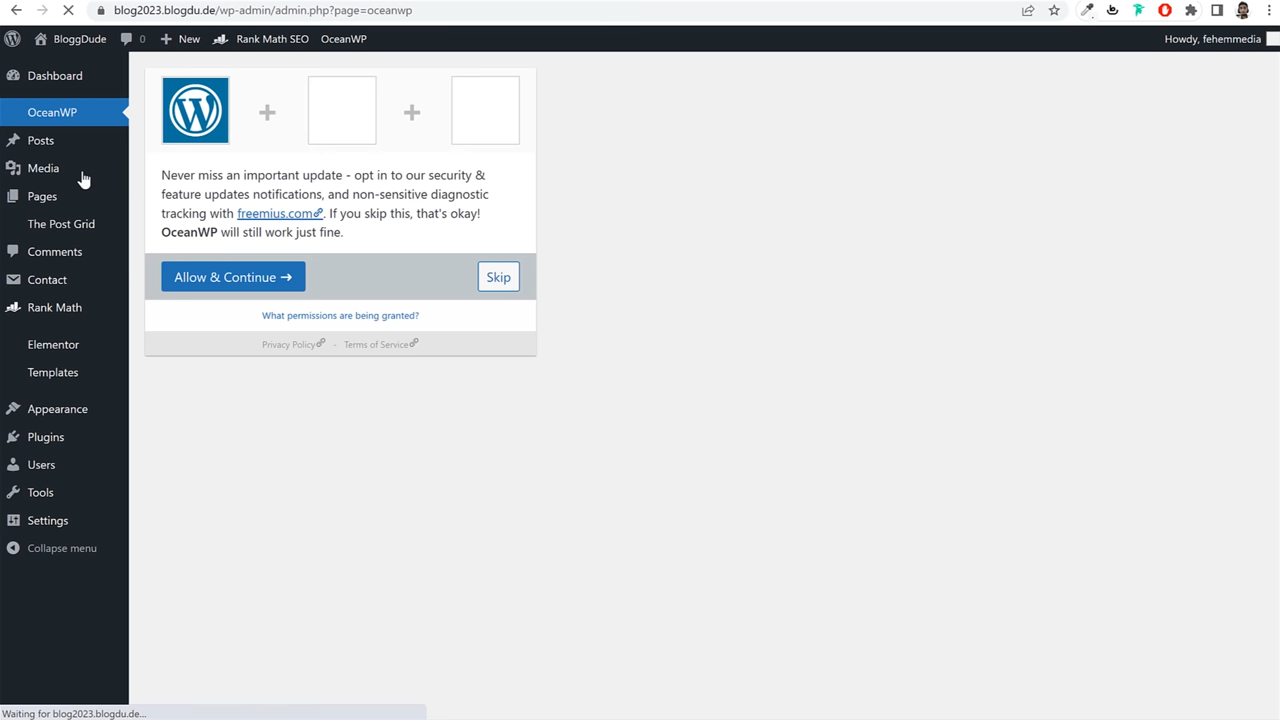 blog2023.blogdu.de/wp-admin/admin.php?page=oceanwp
BloggDude
0
New
Rank Math SEO
OceanWP
Howdy, fehemmedia
Dashboard
OceanWP
Posts
Media
Pages
The Post Grid
Comments
Contact
Rank Math
Elementor
Templates
Appearance
Plugins
Users
Tools
Settings
Collapse menu
Never miss an important update - opt in to our security &
feature updates notifications, and non-sensitive diagnostic
tracking with freemius.com. If you skip this, that's okay!
OceanWP will still work just fine.
Allow & Continue →
Skip
What permissions are being granted?
Privacy Policy - Terms of Service
Waiting for blog2023.blogdu.de...